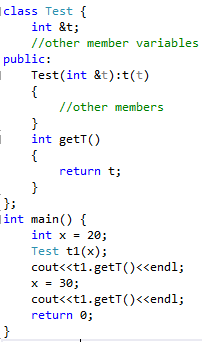 class Test {
    int &t;
    //other member variables
public:
    Test(int &t):t(t)
    {
        //other members
    }
    int getT()
    {
        return t;
    }
};
int main() {
    int x = 20;
    Test t1(x);
    cout<<t1.getT()<<endl;
    x = 30;
    cout<<t1.getT()<<endl;
    return 0;
}